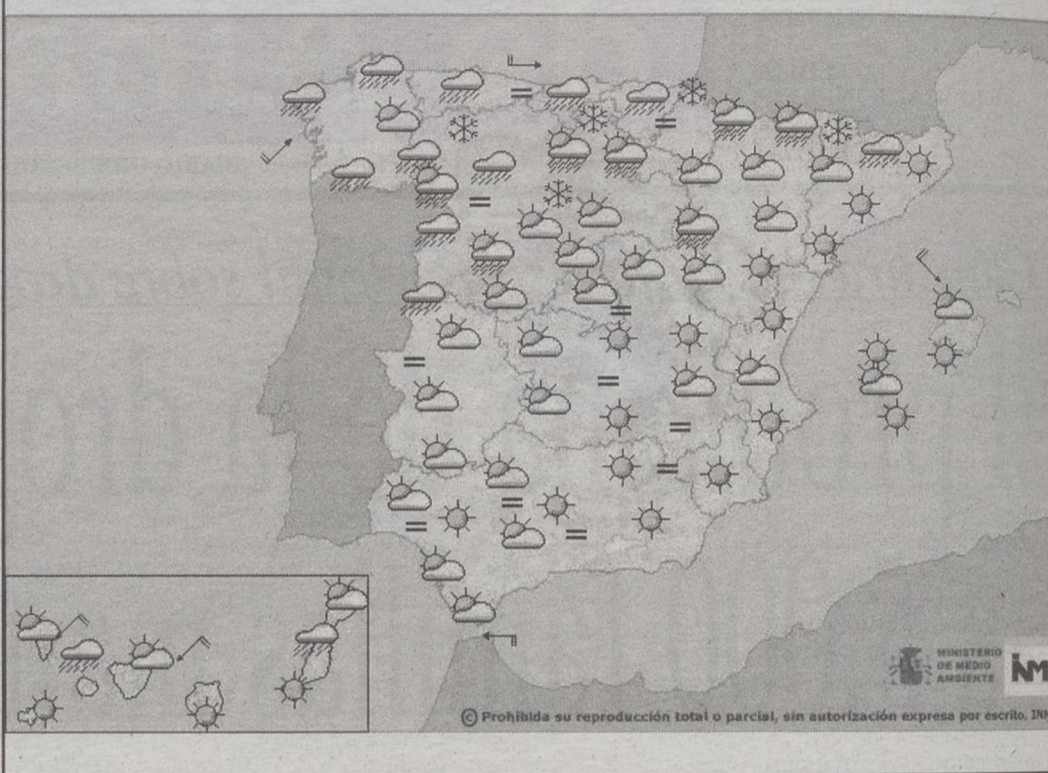 MINISTERIO
DE MEDIO
AMBIENTE
INM
© Prohibida su reproducción total o parcial, sin autorización expresa por escrito. INM